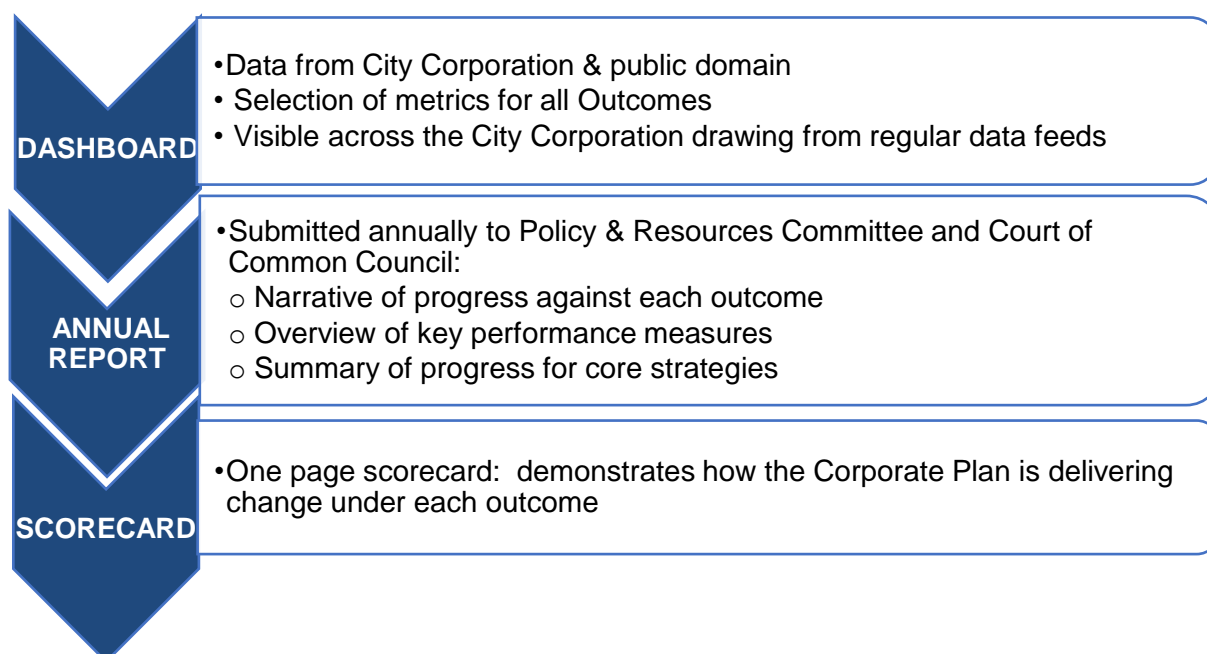 DASHBOARD
•Data from City Corporation & public domain
• Selection of metrics for all Outcomes
• Visible across the City Corporation drawing from regular data feeds
ANNUAL
REPORT
•Submitted annually to Policy & Resources Committee and Court of
Common Council:
o Narrative of progress against each outcome
o Overview of key performance measures
o Summary of progress for core strategies
SCORECARD
•One page scorecard:  demonstrates how the Corporate Plan is delivering
change under each outcome